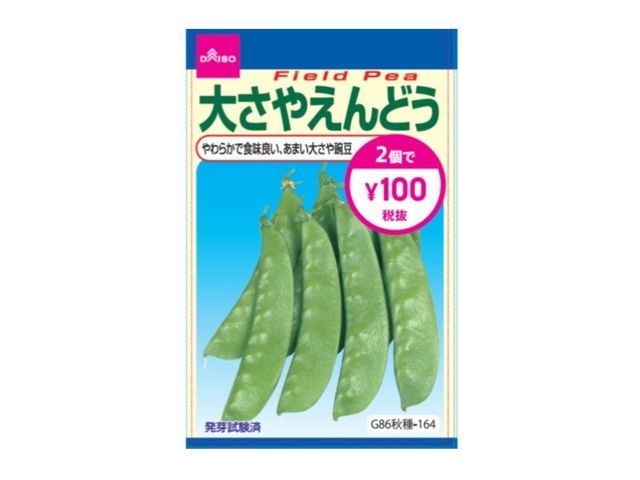 DAISO
Field Pea
大さやえんどう
やわらかで食味良い、あまい大さや豌豆
2個で
¥100
税抜
発芽試験済
G86秋種-164